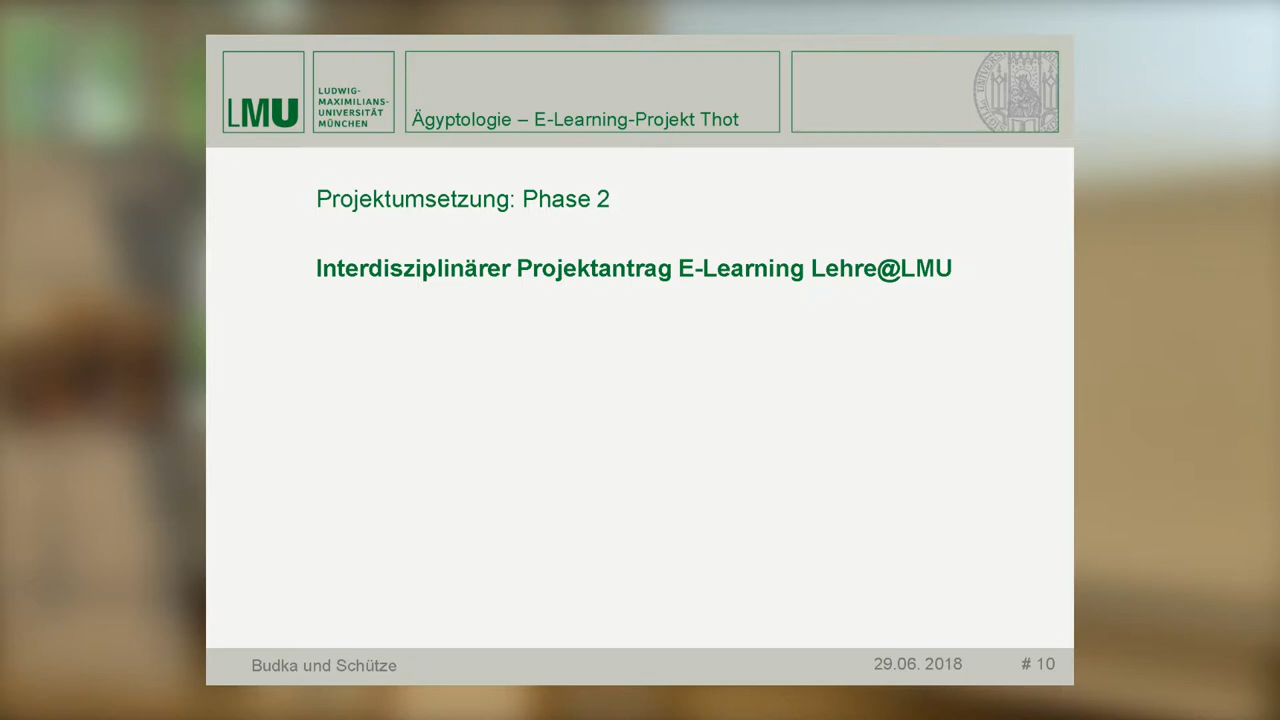 LMU
LUDWIG-
MAXIMILIANS-
UNIVERSITÄT
MÜNCHEN
Ägyptologie – E-Learning-Projekt Thot
Projektumsetzung: Phase 2
Interdisziplinärer Projektantrag E-Learning Lehre@LMU
Budka und Schütze
29.06. 2018
# 10